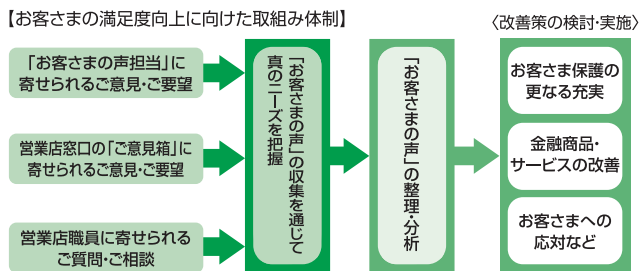 【お客さまの満足度向上に向けた取組み体制】
「お客さまの声担当」に
寄せられるご意見・ご要望
営業店窓口の「ご意見箱」に
寄せられるご意見・ご要望
営業店職員に寄せられる
ご質問・ご相談
「お客さまの声」の収集を通じて
真のニーズを把握
「お客さまの声」の整理・分析
〈改善策の検討・実施〉
お客さま保護の
更なる充実
金融商品・
サービスの改善
お客さまへの
応対など